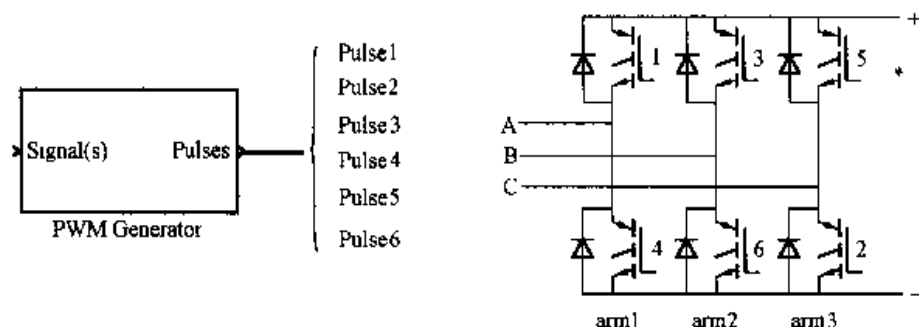 Signal(s) Pulses
PWM Generator
Pulse1
Pulse2
Pulse3
Pulse4
Pulse5
Pulse6
+
1 3 5
A
B
C
4 6 2
−
arm1 arm2 arm3